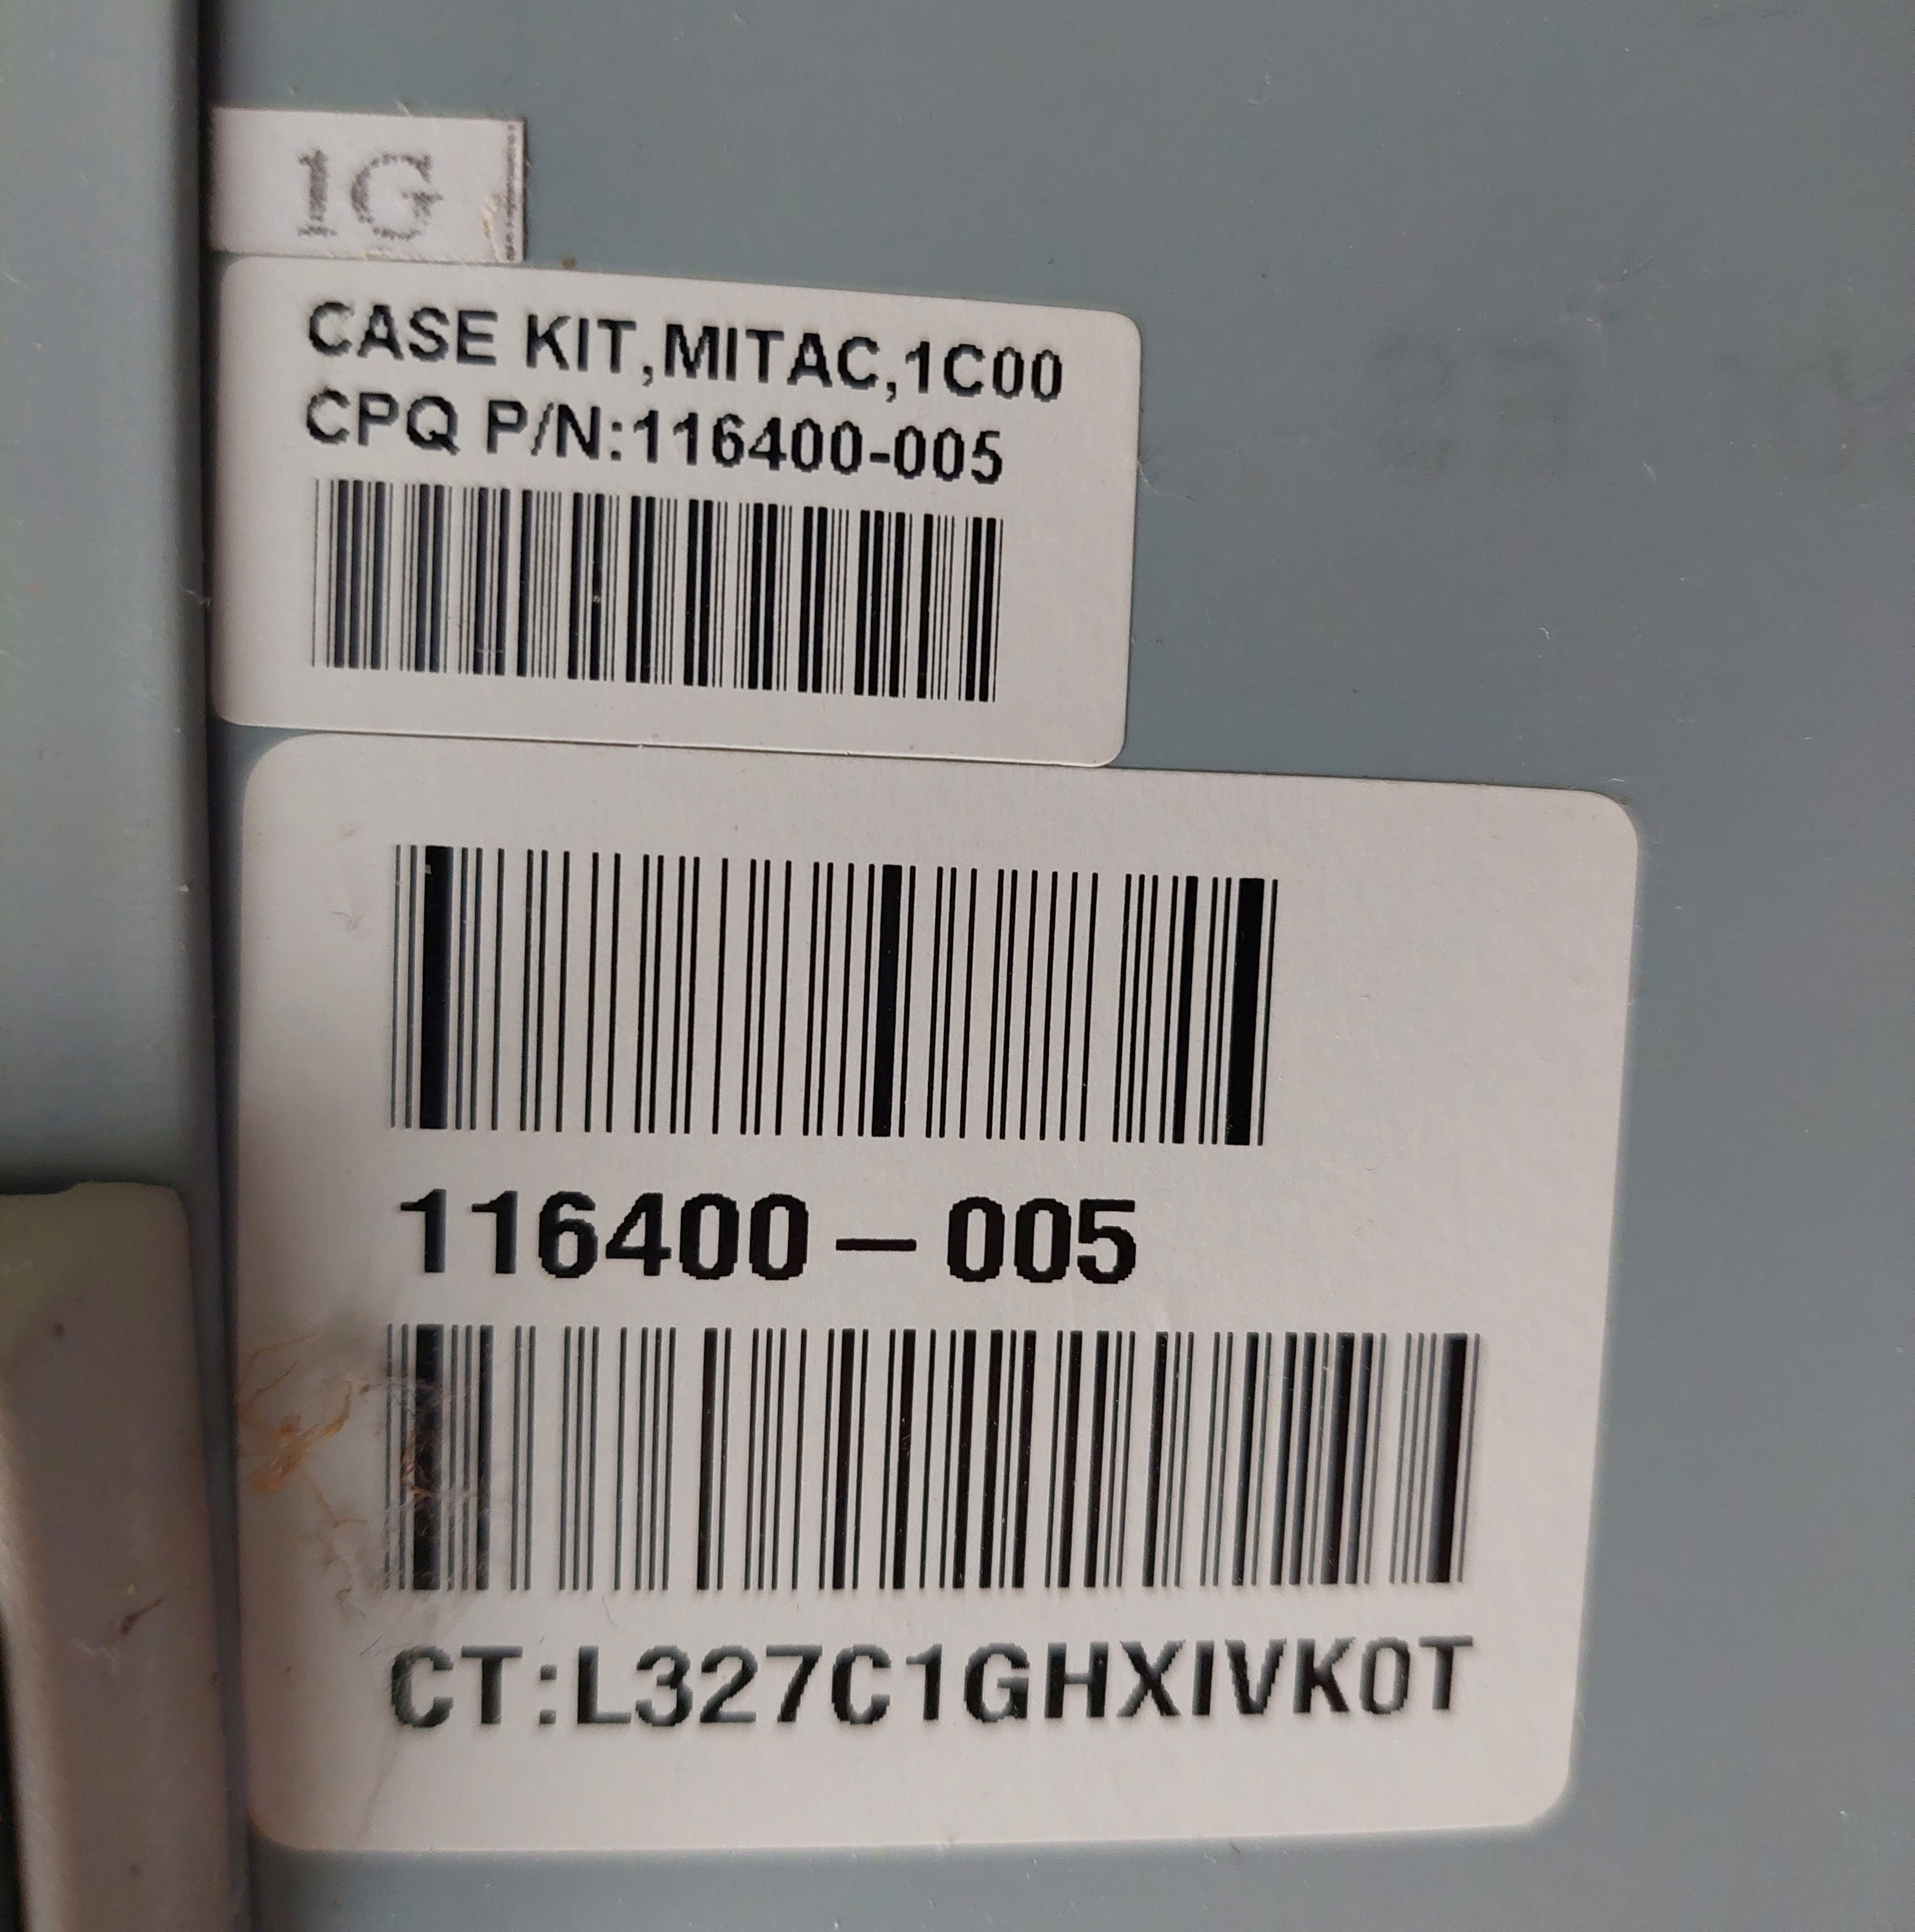 1G
CASE KIT,MITAC,1C00
CPQ P/N:116400-005
116400-005
CT:L327C1GHXIVK0T